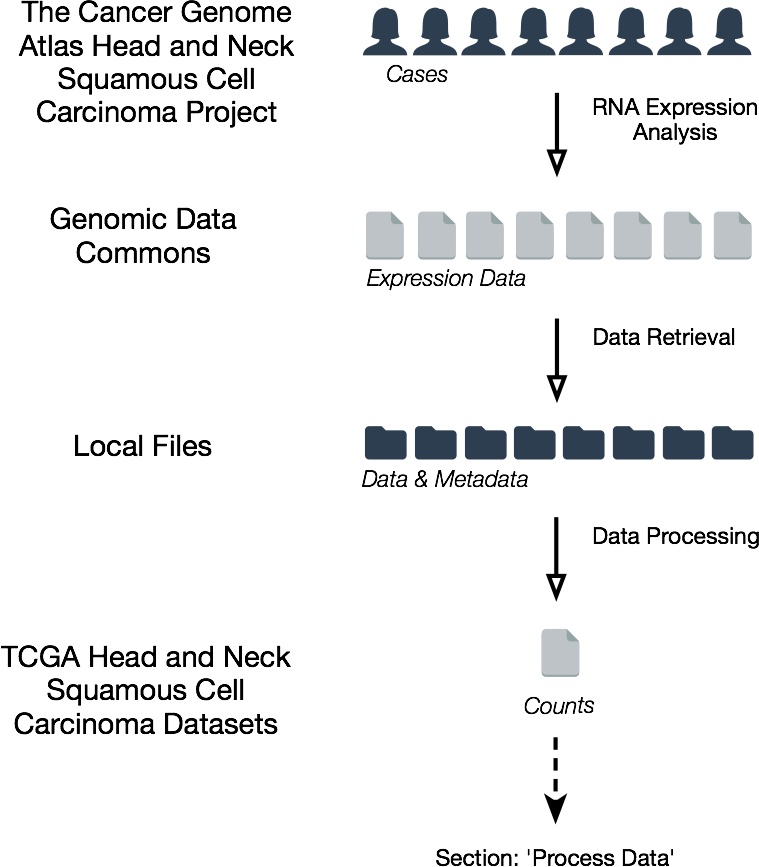 The Cancer Genome
Atlas Head and Neck
Squamous Cell
Carcinoma Project
Cases
RNA Expression
Analysis
Genomic Data
Commons
Expression Data
Data Retrieval
Local Files
Data & Metadata
Data Processing
TCGA Head and Neck
Squamous Cell
Carcinoma Datasets
Counts
Section: 'Process Data'